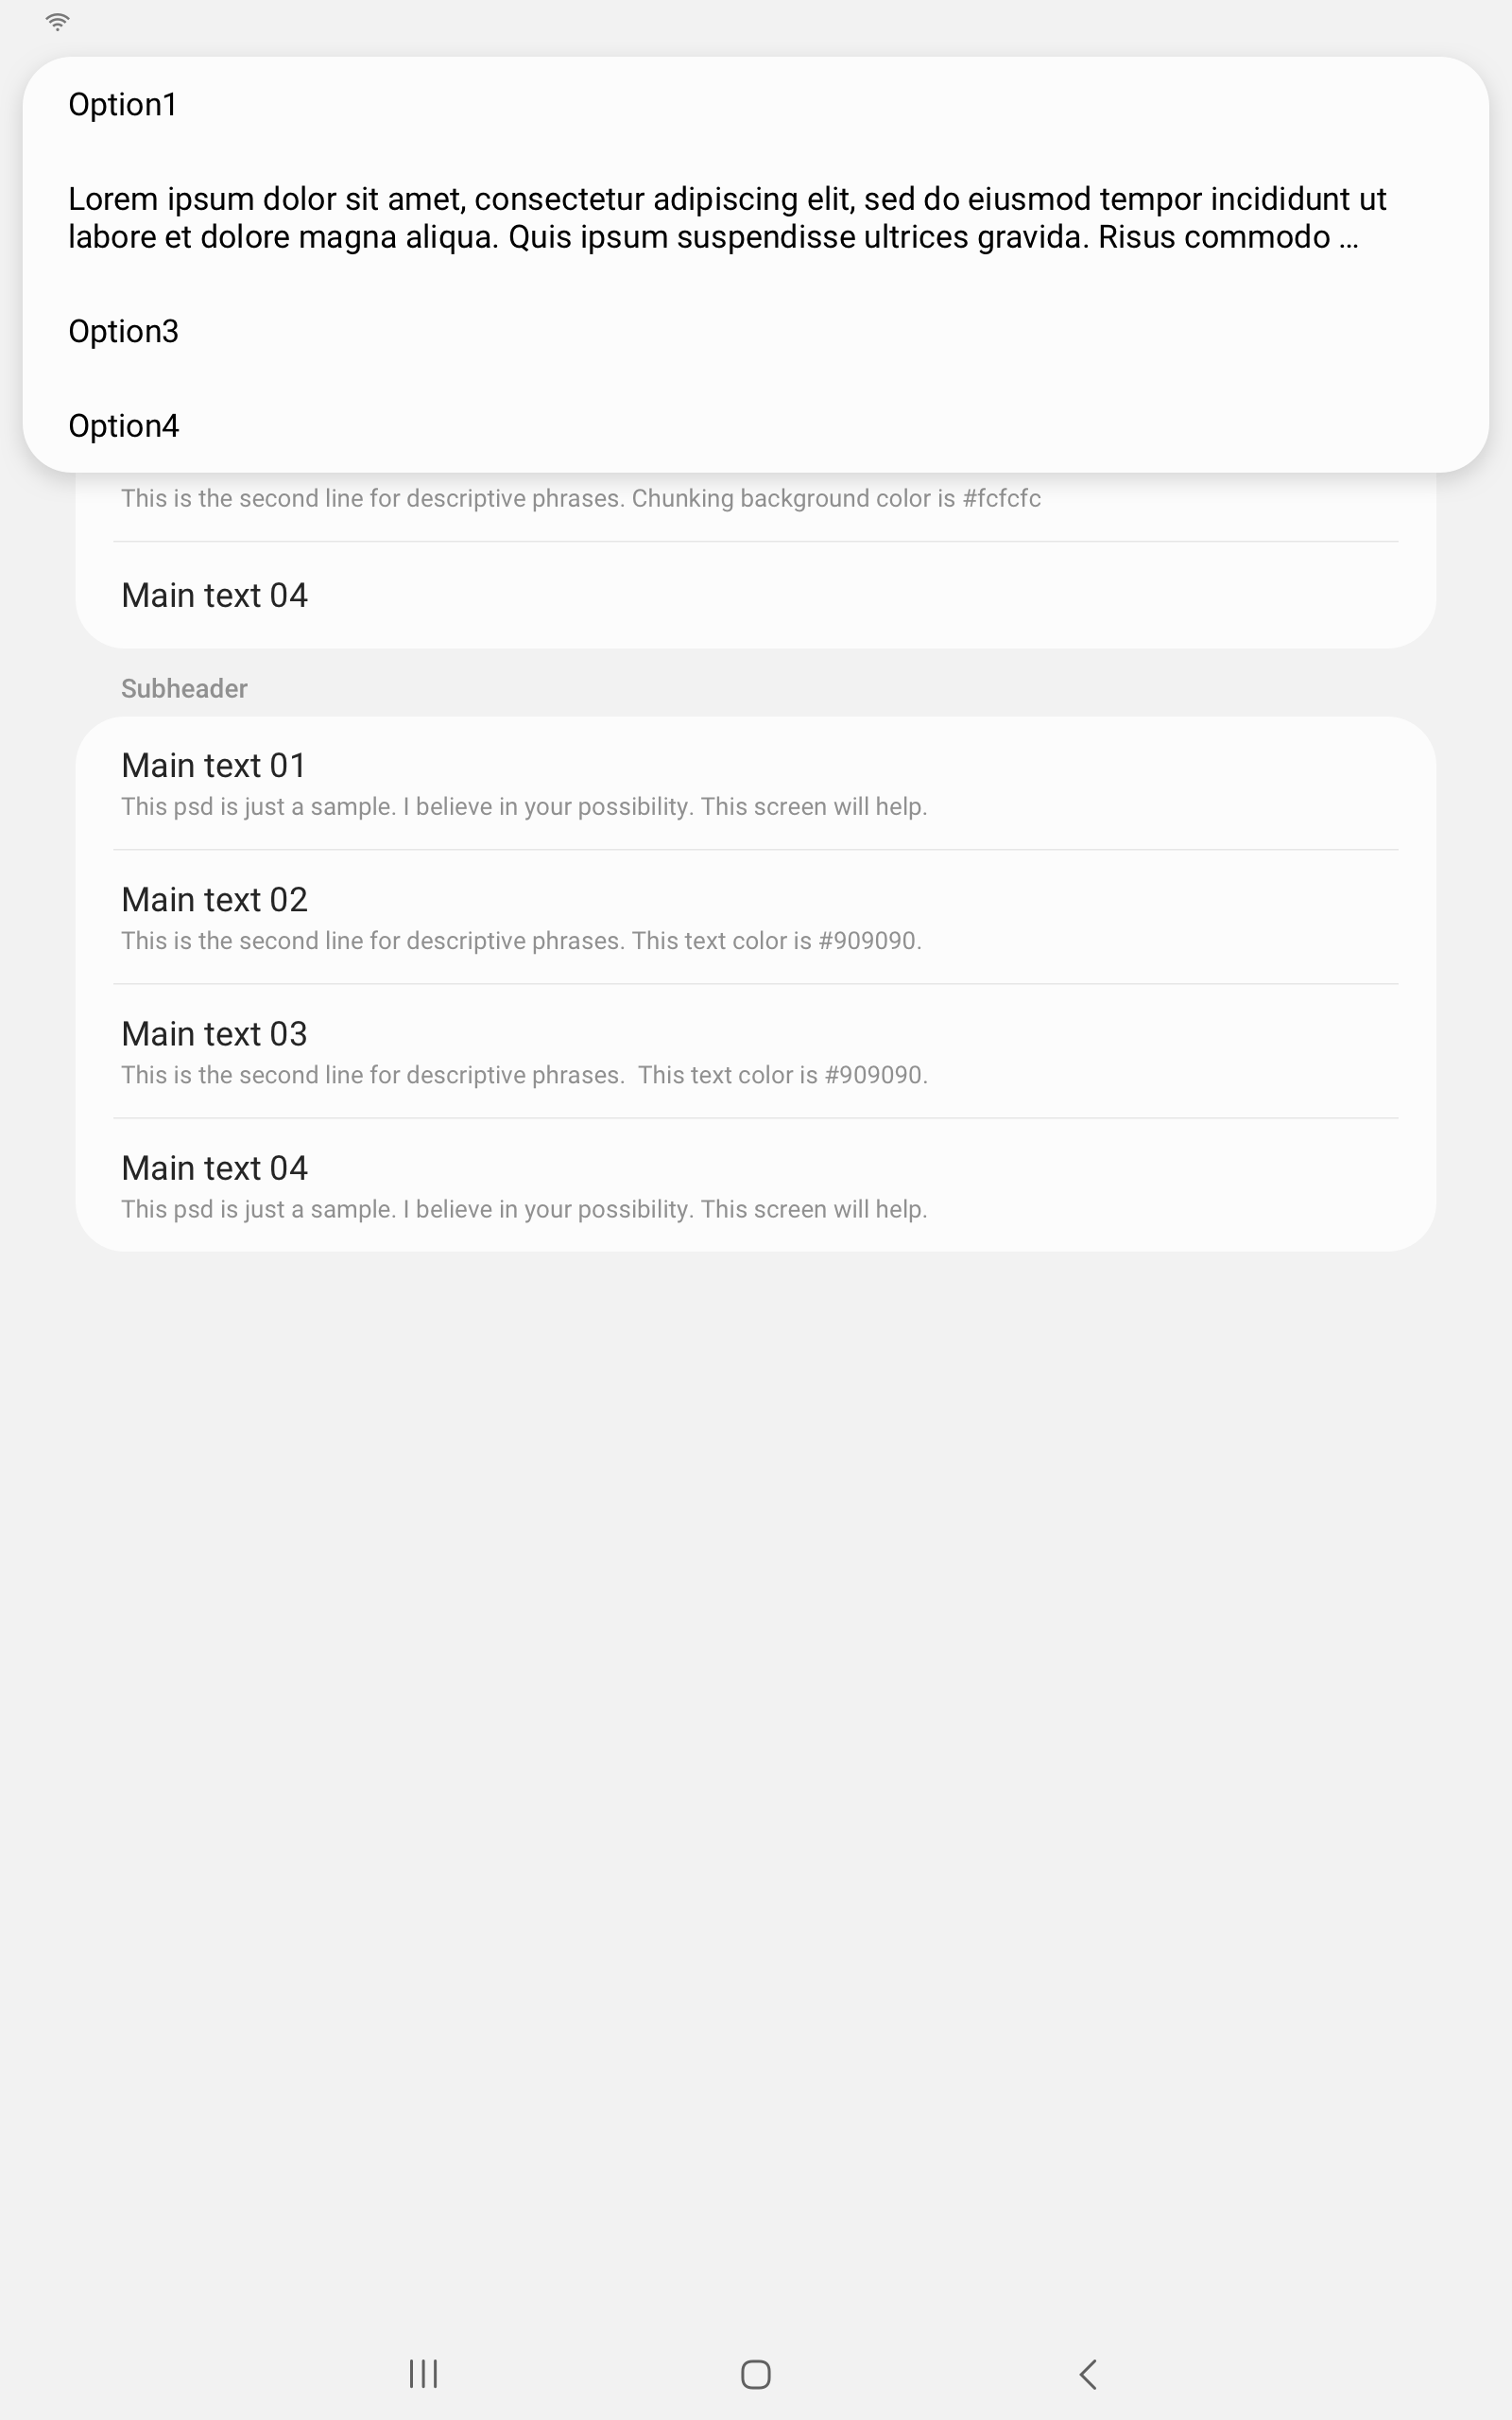 Option1
Lorem ipsum dolor sit amet, consectetur adipiscing elit, sed do eiusmod tempor incididunt ut
labore et dolore magna aliqua. Quis ipsum suspendisse ultrices gravida. Risus commodo ...
Option3
Option4
This is the second line for descriptive phrases. Chunking background color is #fcfcfc
Main text 04
Subheader
Main text 01
This psd is just a sample. I believe in your possibility. This screen will help.
Main text 02
This is the second line for descriptive phrases. This text color is #909090.
Main text 03
This is the second line for descriptive phrases.  This text color is #909090.
Main text 04
This psd is just a sample. I believe in your possibility. This screen will help.